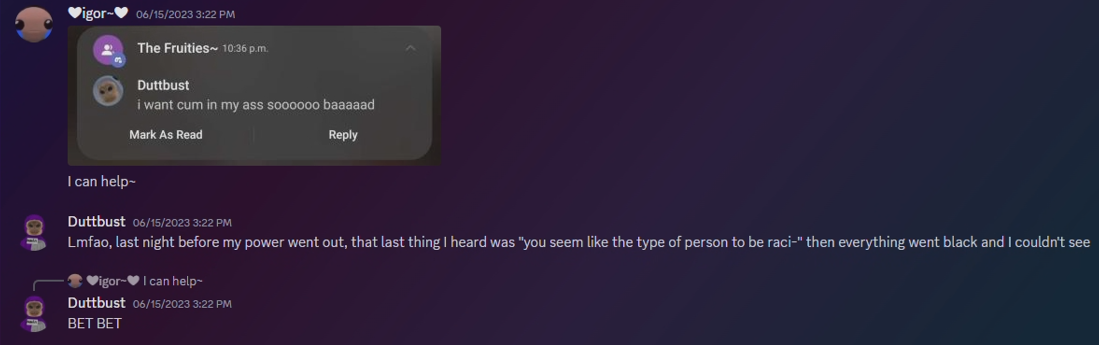 🖤igor~🖤 06/15/2023 3:22 PM
The Fruities~ 10:36 p.m.
Duttbust
i want cum in my ass soooooo baaaaad
Mark As Read Reply
I can help~
Duttbust 06/15/2023 3:22 PM
Lmfao, last night before my power went out, that last thing I heard was "you seem like the type of person to be raci-" then everything went black and I couldn't see
🖤igor~🖤 I can help~
Duttbust 06/15/2023 3:22 PM
BET BET